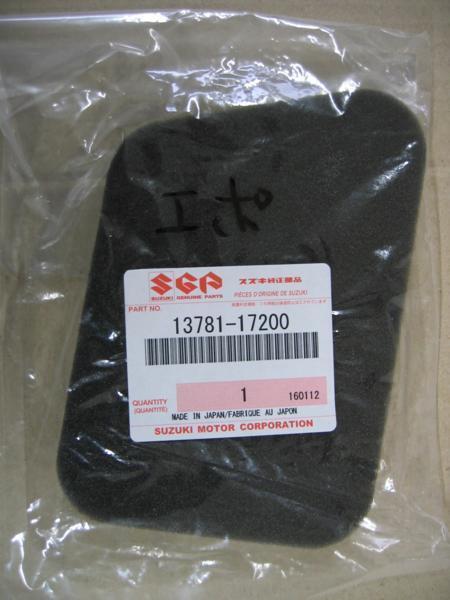 エポ
SGP
SUZUKI GENUINE PARTS
スズキ純正部品
PIÈCES D'ORIGINE DE SUZUKI
PART NO.
13781-17200
QUANTITY
(QUANTITÉ)
1
160112
MADE IN JAPAN/FABRIQUE AU JAPON
SUZUKI MOTOR CORPORATION